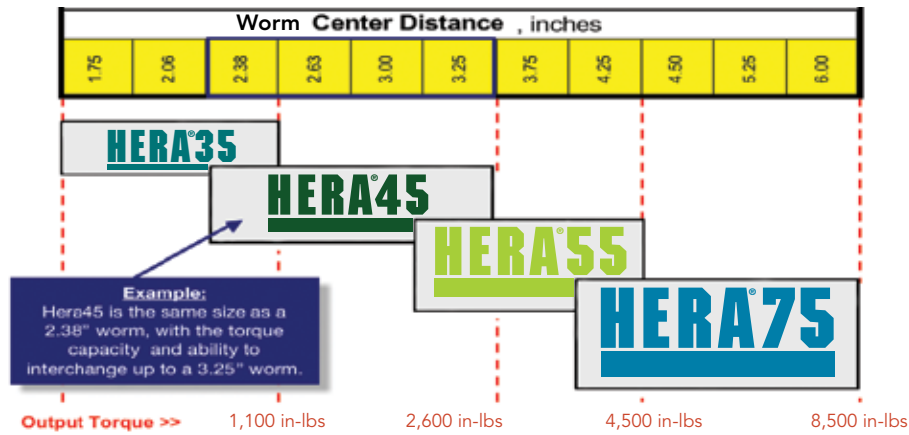 Worm Center Distance , inches
1.75 2.06 2.38 2.63 3.00 3.25 3.75 4.25 4.50 5.25 6.00
HERA®35
HERA®45
HERA®55
HERA®75
Example:
Hera45 is the same size as a
2.38" worm, with the torque
capacity and ability to
interchange up to a 3.25" worm.
Output Torque >> 1,100 in-lbs 2,600 in-lbs 4,500 in-lbs 8,500 in-lbs